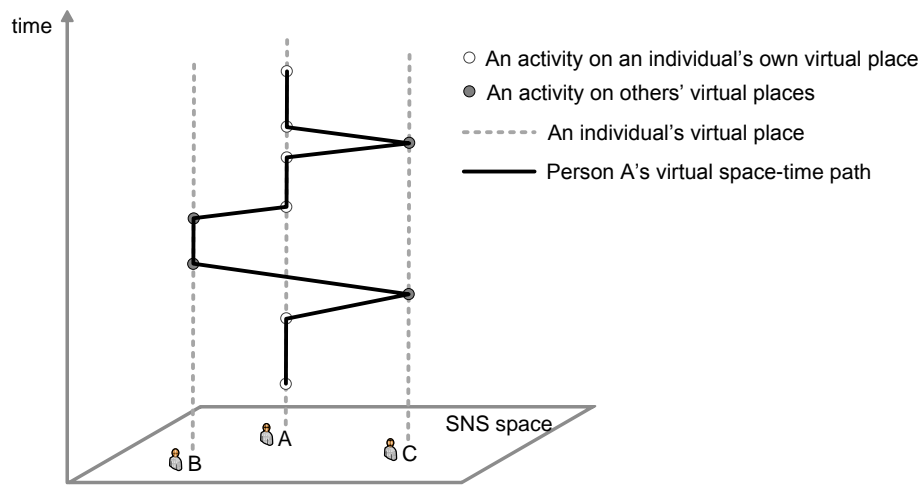 time
An activity on an individual's own virtual place
An activity on others' virtual places
An individual's virtual place
Person A's virtual space-time path
SNS space
A
B
C